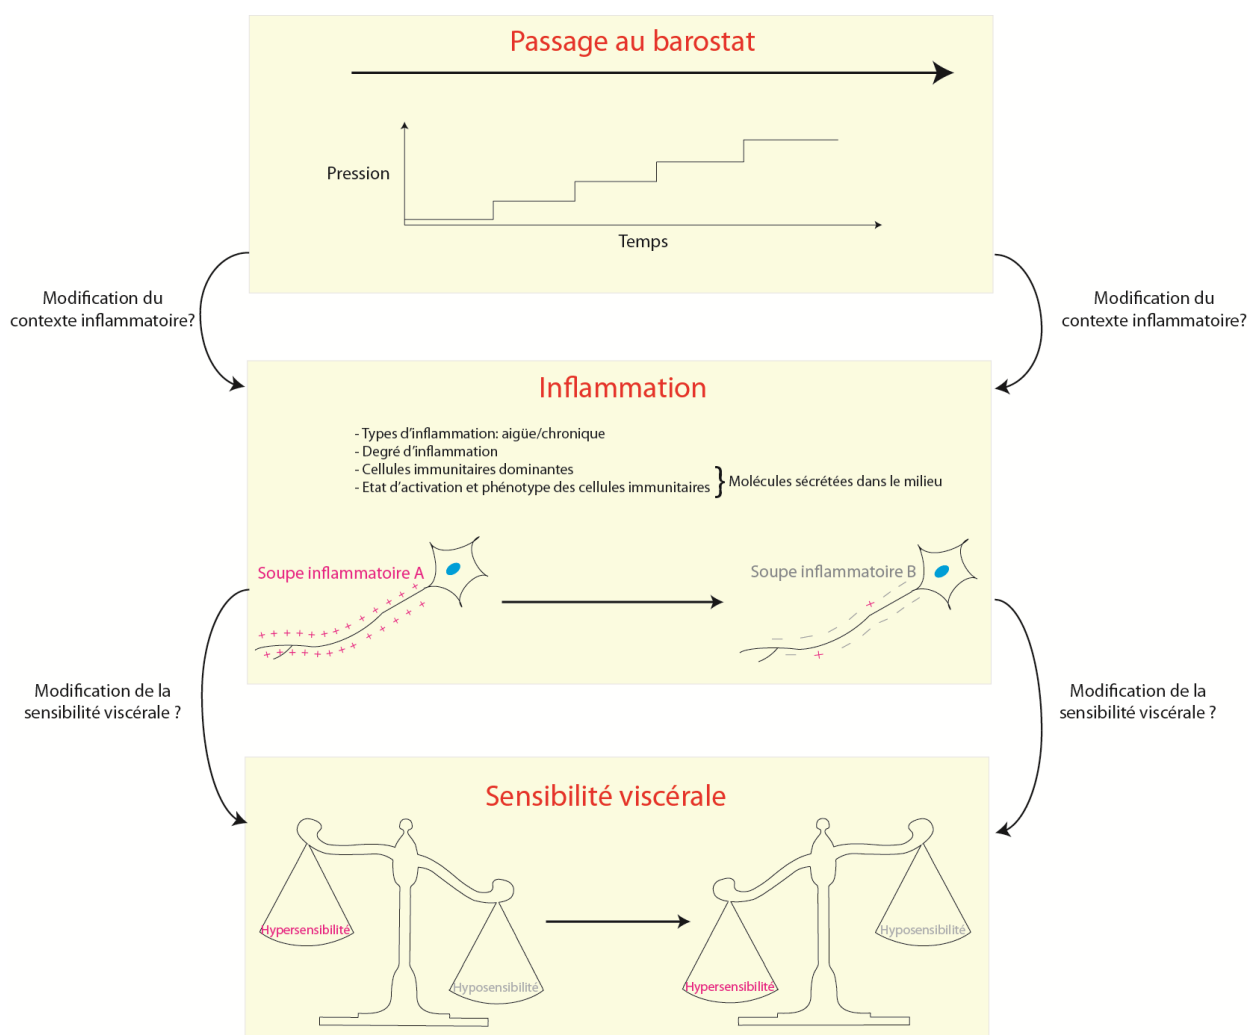 Passage au barostat
Pression
Temps
Modification du
contexte inflammatoire?
Modification du
contexte inflammatoire?
Inflammation
- Types d'inflammation: aigüe/chronique
- Degré d'inflammation
- Cellules immunitaires dominantes
- Etat d'activation et phénotype des cellules immunitaires
} Molécules sécrétées dans le milieu
Soupe inflammatoire A
Soupe inflammatoire B
Modification de la
sensibilité viscérale ?
Modification de la
sensibilité viscérale ?
Sensibilité viscérale
Hypersensibilité
Hyposensibilité
Hypersensibilité
Hyposensibilité